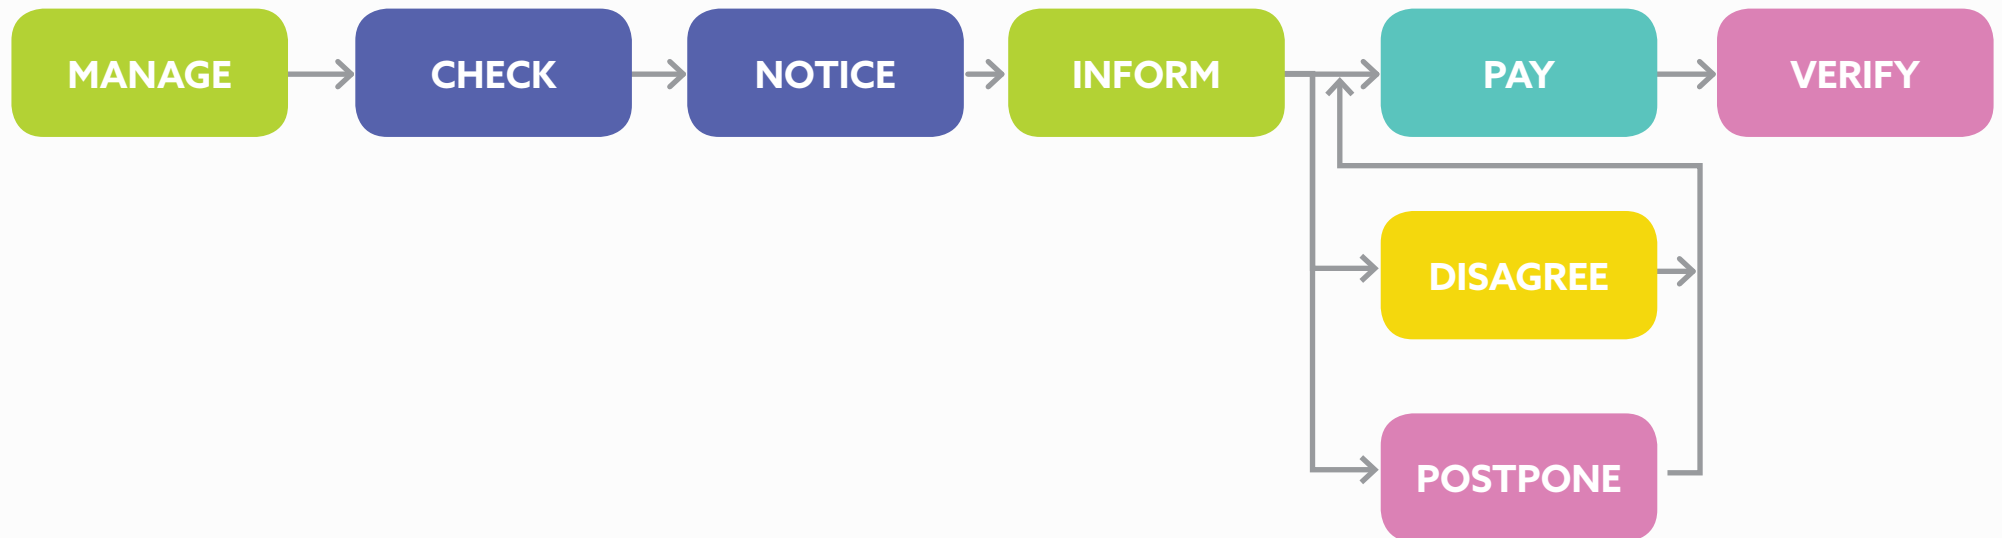 MANAGE
CHECK
NOTICE
INFORM
PAY
VERIFY
DISAGREE
POSTPONE